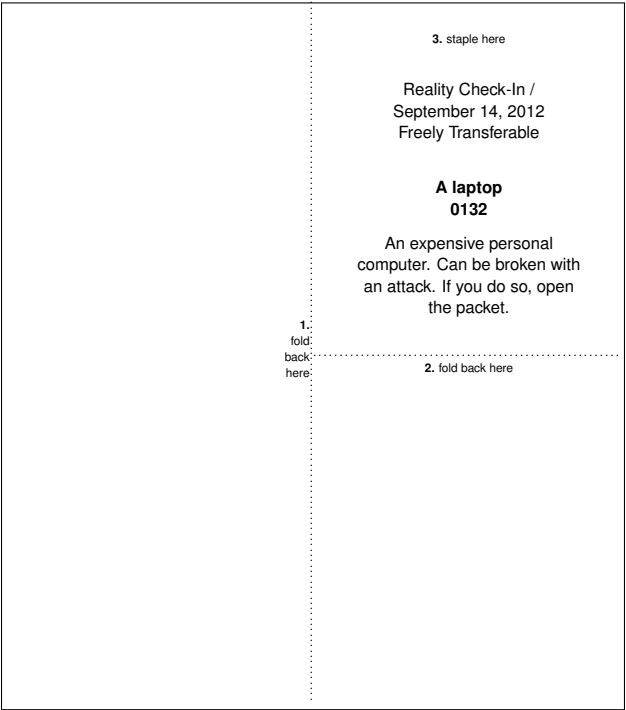 3. staple here
Reality Check-In /
September 14, 2012
Freely Transferable
A laptop
0132
An expensive personal
computer. Can be broken with
an attack. If you do so, open
the packet.
1.
fold
back
here
2. fold back here